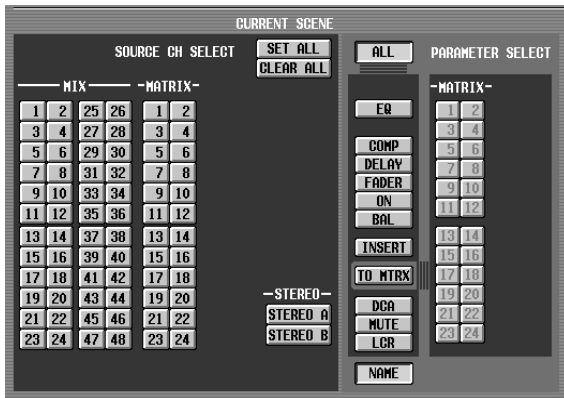 CURRENT SCENE
SOURCE CH SELECT SET ALL ALL PARAMETER SELECT
CLEAR ALL
MIX -MATRIX- -MATRIX-
1 2 25 26 1 2 EQ 1 2
3 4 27 28 3 4 3 4
5 6 29 30 5 6 COMP 5 6
7 8 31 32 7 8 DELAY 7 8
9 10 33 34 9 10 FADER 9 10
11 12 35 36 11 12 ON 11 12
BAL
13 14 37 38 13 14 INSERT 13 14
15 16 39 40 15 16 15 16
17 18 41 42 17 18 TO MTRX 17 18
19 20 43 44 19 20 -STEREO- DCA 19 20
21 22 45 46 21 22 STEREO A MUTE 21 22
23 24 47 48 23 24 STEREO B LCR 23 24
NAME